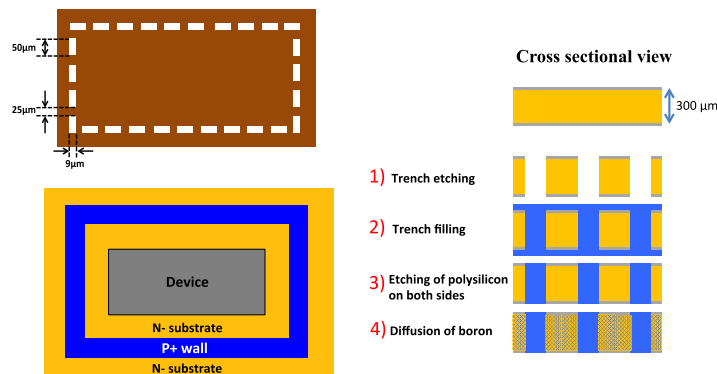 50μm
25μm
9μm
Device
N- substrate
P+ wall
N- substrate
Cross sectional view
300 μm
1) Trench etching
2) Trench filling
3) Etching of polysilicon
on both sides
4) Diffusion of boron